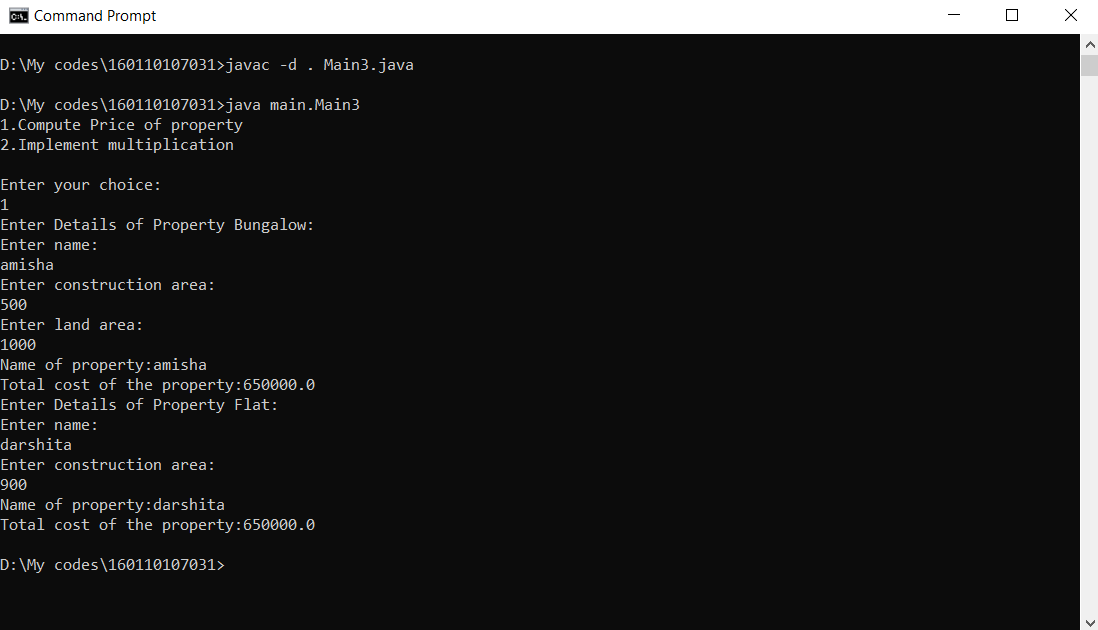 Command Prompt
D:\My codes\160110107031>javac -d . Main3.java
D:\My codes\160110107031>java main.Main3
1.Compute Price of property
2.Implement multiplication
Enter your choice:
1
Enter Details of Property Bungalow:
Enter name:
amisha
Enter construction area:
500
Enter land area:
1000
Name of property:amisha
Total cost of the property:650000.0
Enter Details of Property Flat:
Enter name:
darshita
Enter construction area:
900
Name of property:darshita
Total cost of the property:650000.0
D:\My codes\160110107031>